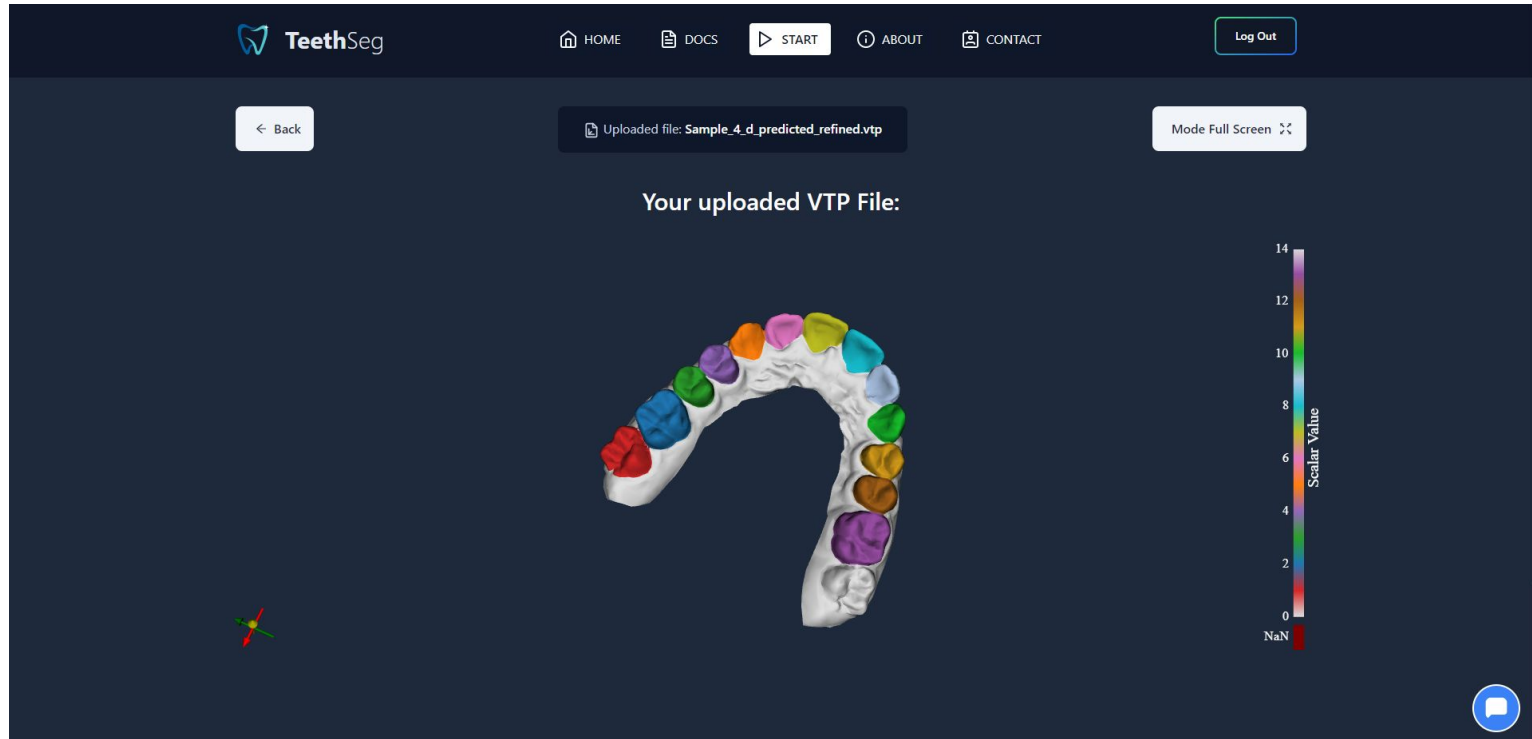 TeethSeg
HOME
DOCS
START
ABOUT
CONTACT
Log Out
← Back
Uploaded file: Sample_4_d_predicted_refined.vtp
Mode Full Screen
Your uploaded VTP File:
14
12
10
8
6
4
2
0
NaN
Scalar Value